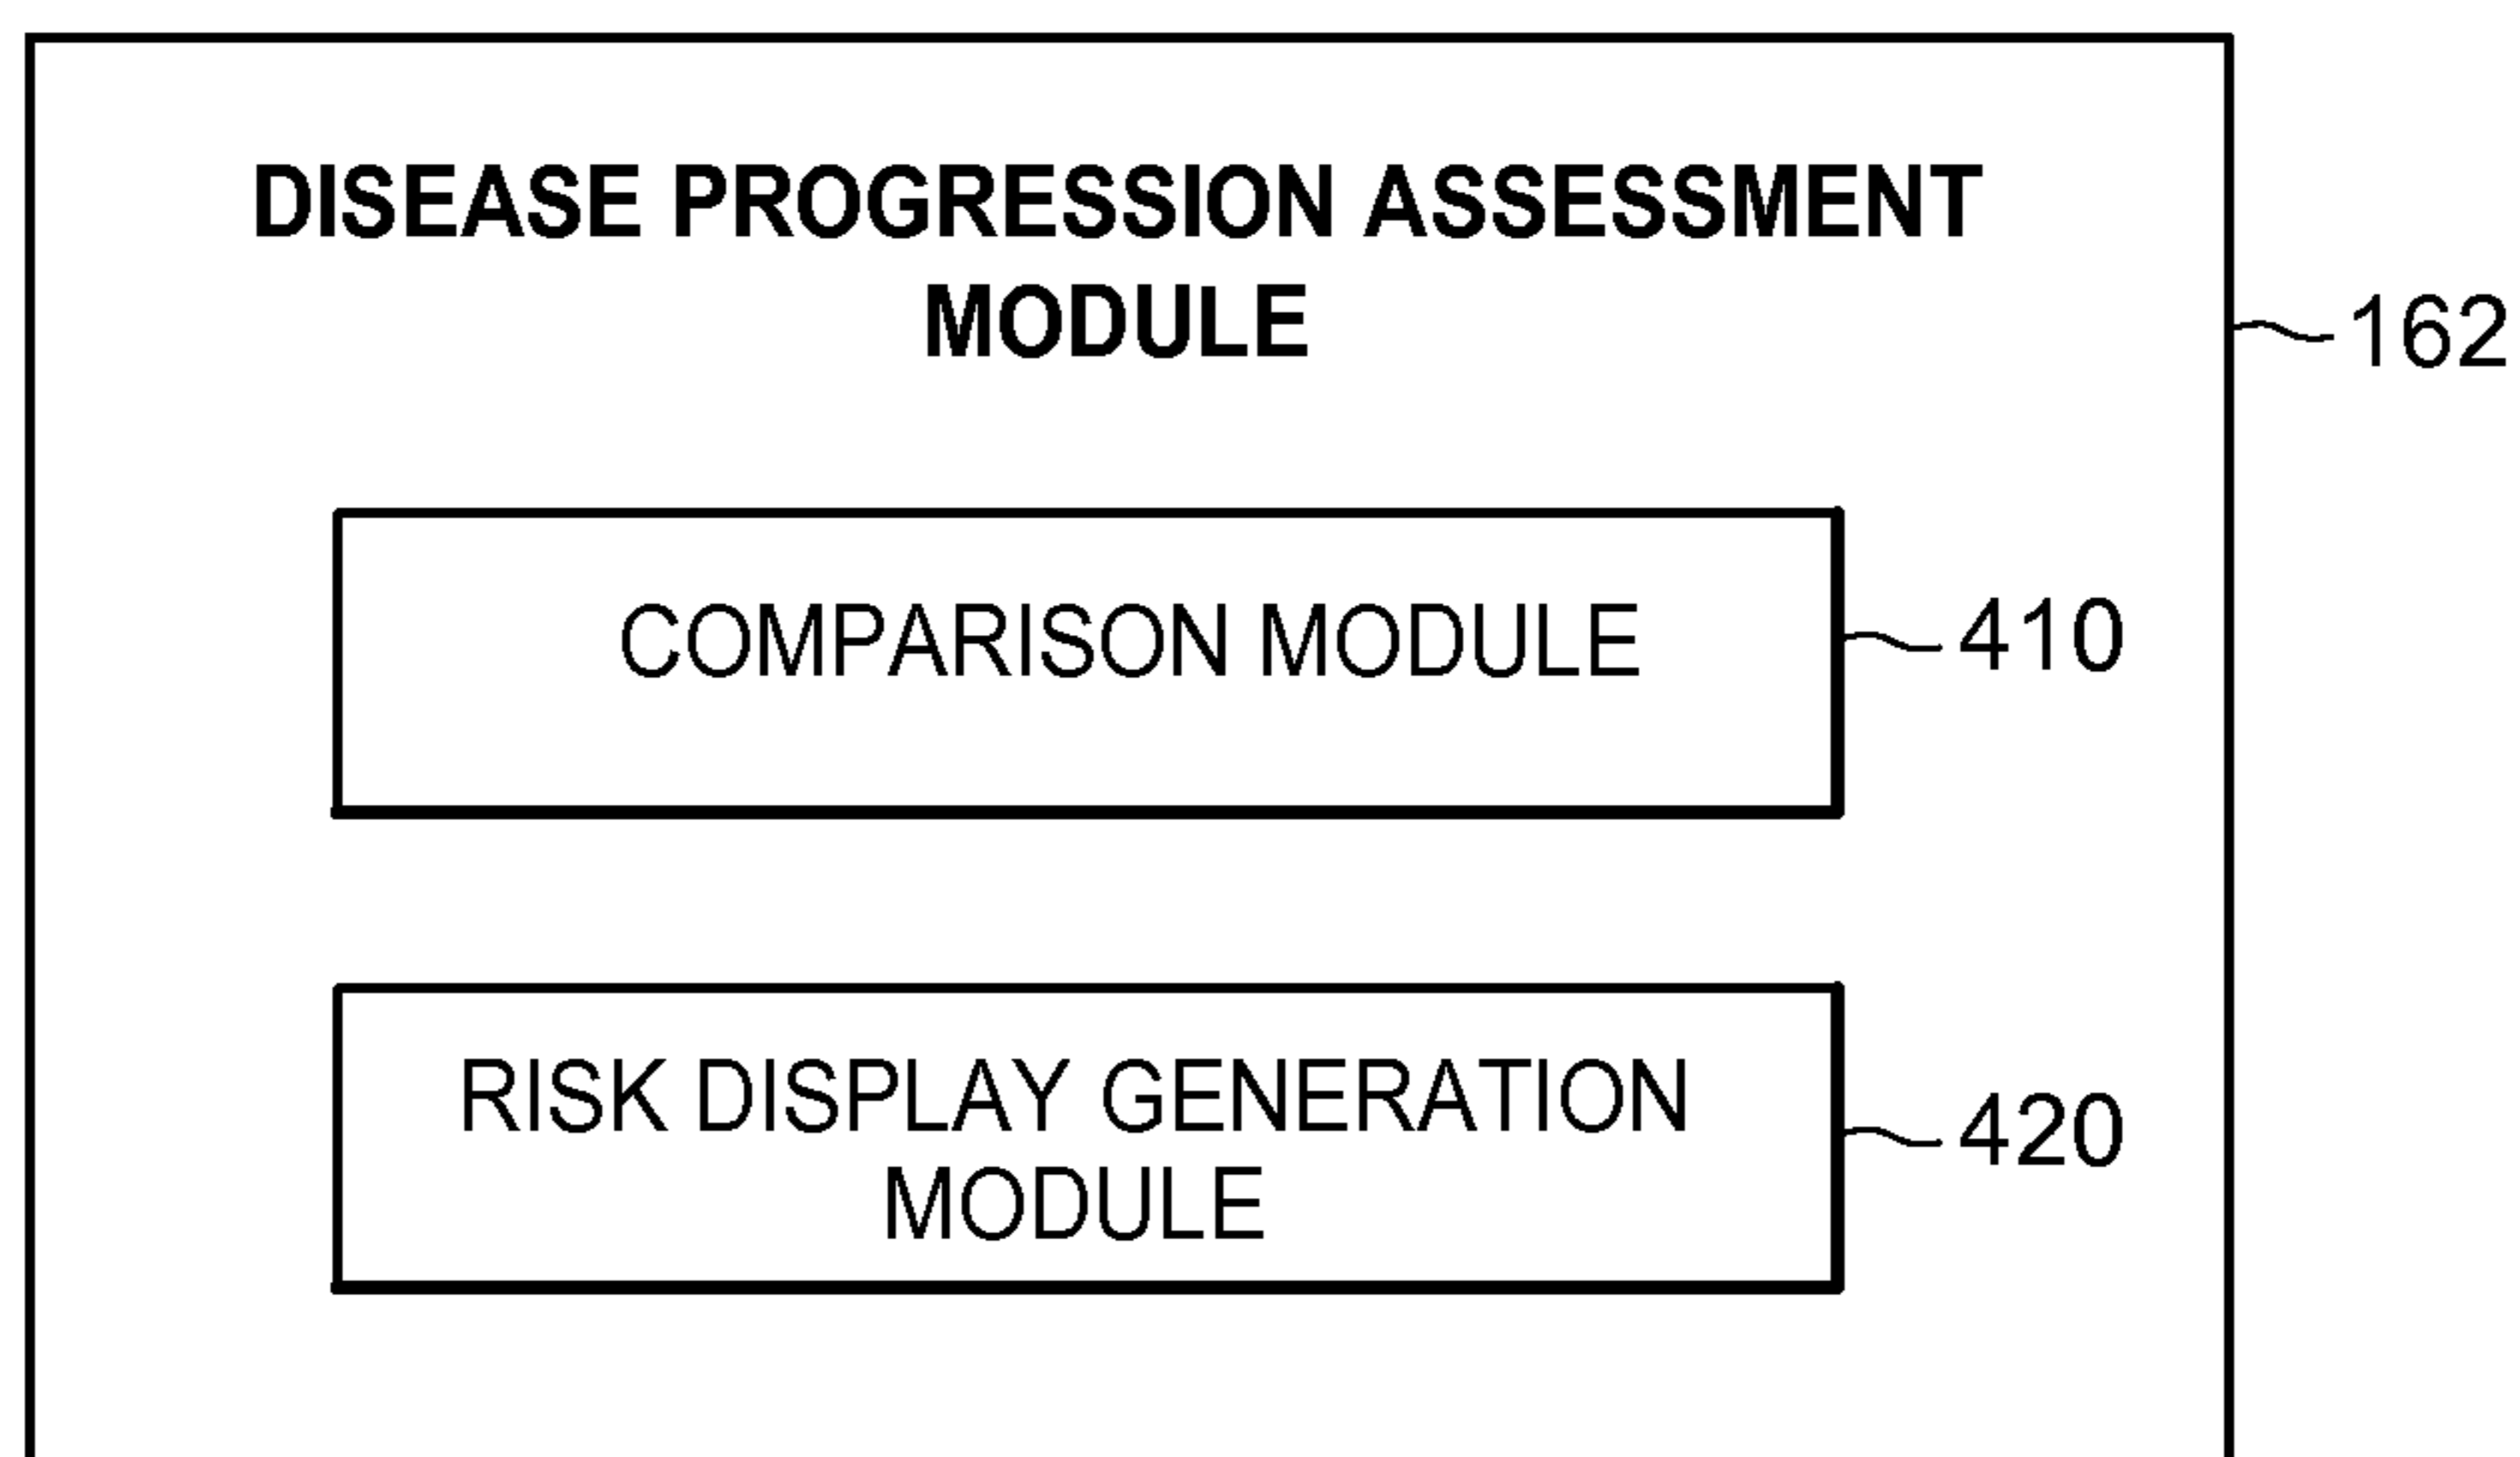 DISEASE PROGRESSION ASSESSMENT
MODULE
162
COMPARISON MODULE
410
RISK DISPLAY GENERATION
MODULE
420